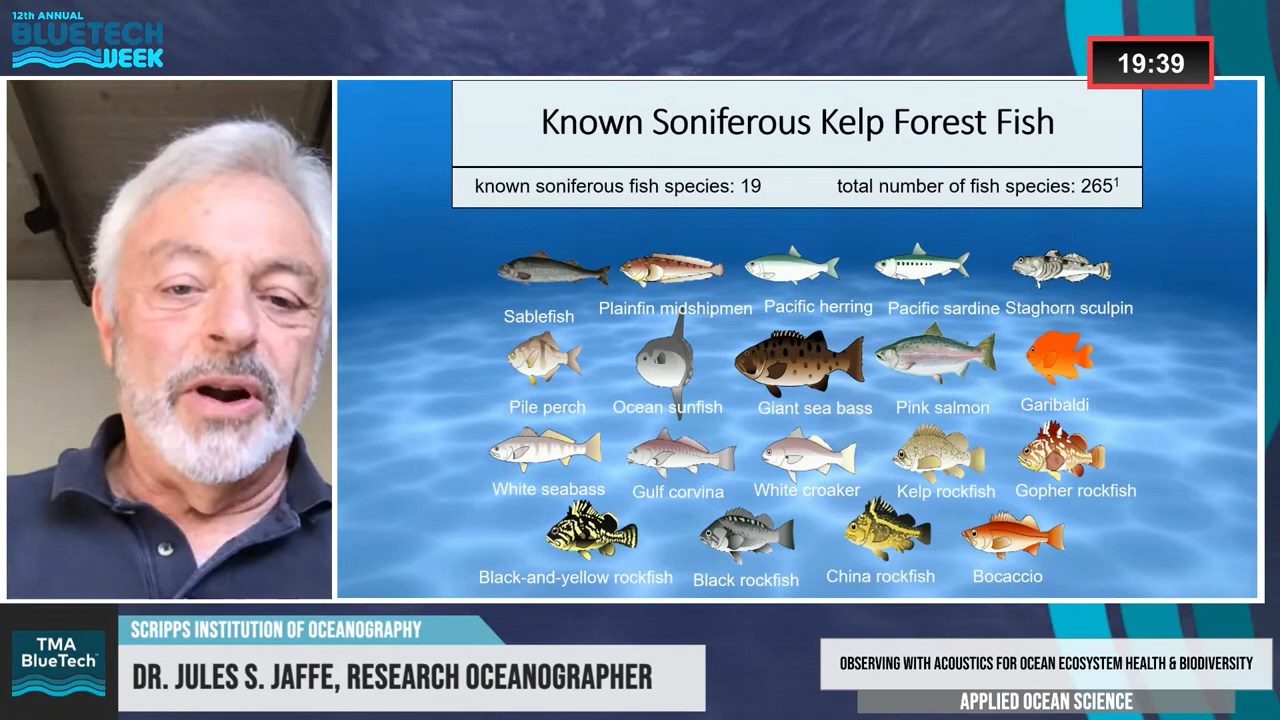 12TH ANNUAL
BLUETECH
WEEK
19:39
Known Soniferous Kelp Forest Fish
known soniferous fish species: 19
total number of fish species: 265¹
Sablefish
Plainfin midshipmen
Pacific herring
Pacific sardine
Staghorn sculpin
Pile perch
Ocean sunfish
Giant sea bass
Pink salmon
Garibaldi
White seabass
Gulf corvina
White croaker
Kelp rockfish
Gopher rockfish
Black-and-yellow rockfish
Black rockfish
China rockfish
Bocaccio
TMA
BlueTech™
SCRIPPS INSTITUTION OF OCEANOGRAPHY
DR. JULES S. JAFFE, RESEARCH OCEANOGRAPHER
OBSERVING WITH ACOUSTICS FOR OCEAN ECOSYSTEM HEALTH & BIODIVERSITY
APPLIED OCEAN SCIENCE